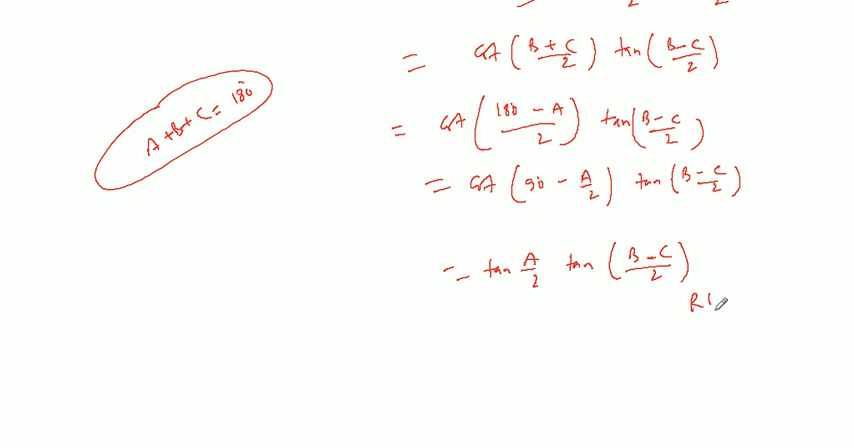 = cot (B + C / 2) tan (B - C / 2)
A + B + C = 180°
= cot (180 - A / 2) tan (B - C / 2)
= cot (90 - A / 2) tan (B - C / 2)
= tan A / 2 tan (B - C / 2)
RH